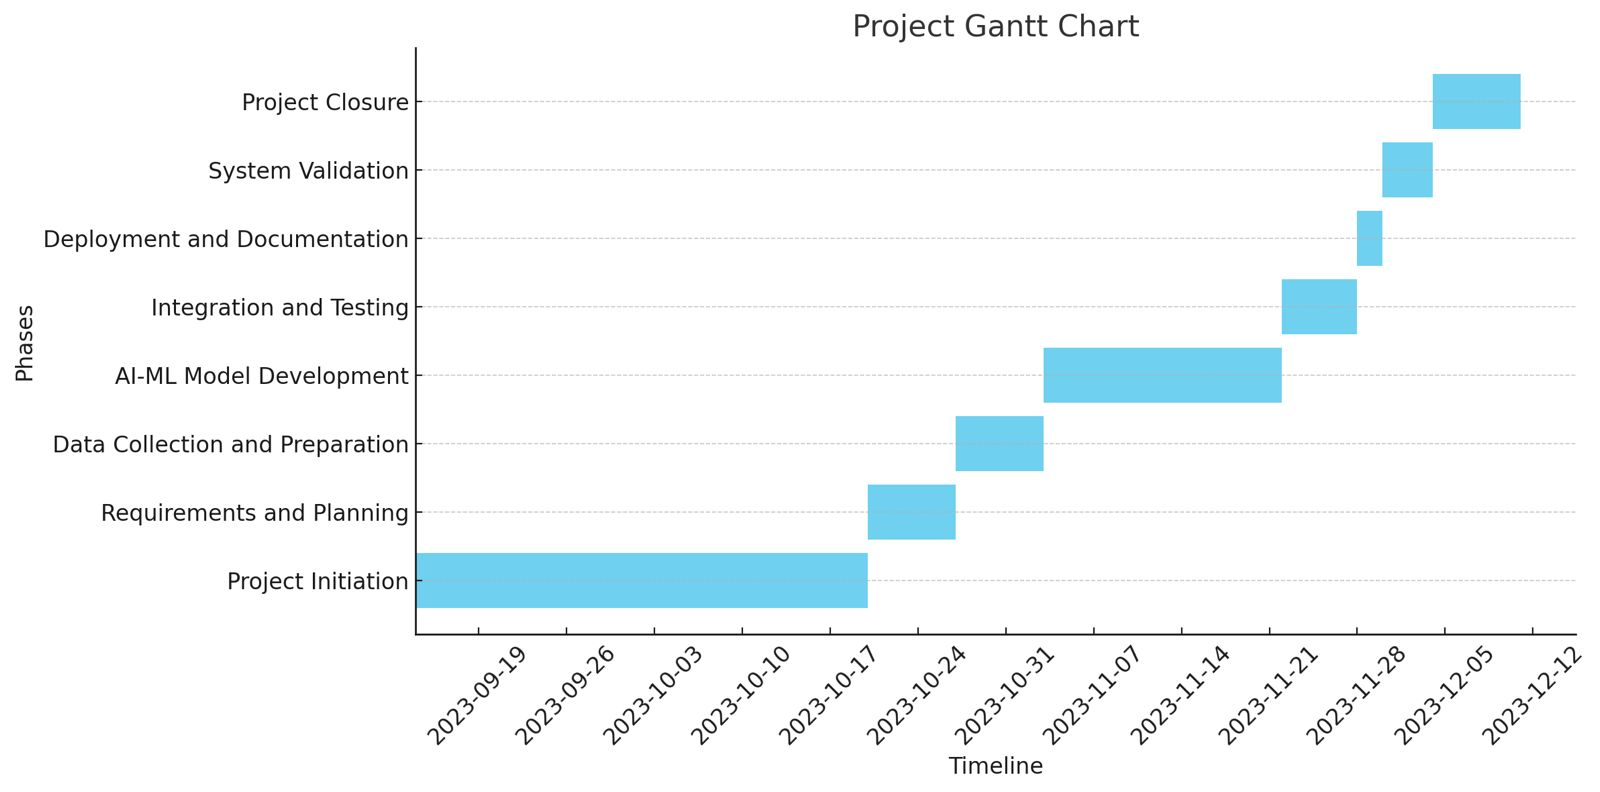 Project Gantt Chart
Project Closure
System Validation
Deployment and Documentation
Integration and Testing
AI-ML Model Development
Data Collection and Preparation
Requirements and Planning
Project Initiation
Phases
2023-09-19
2023-09-26
2023-10-03
2023-10-10
2023-10-17
2023-10-24
2023-10-31
2023-11-07
2023-11-14
2023-11-21
2023-11-28
2023-12-05
2023-12-12
Timeline